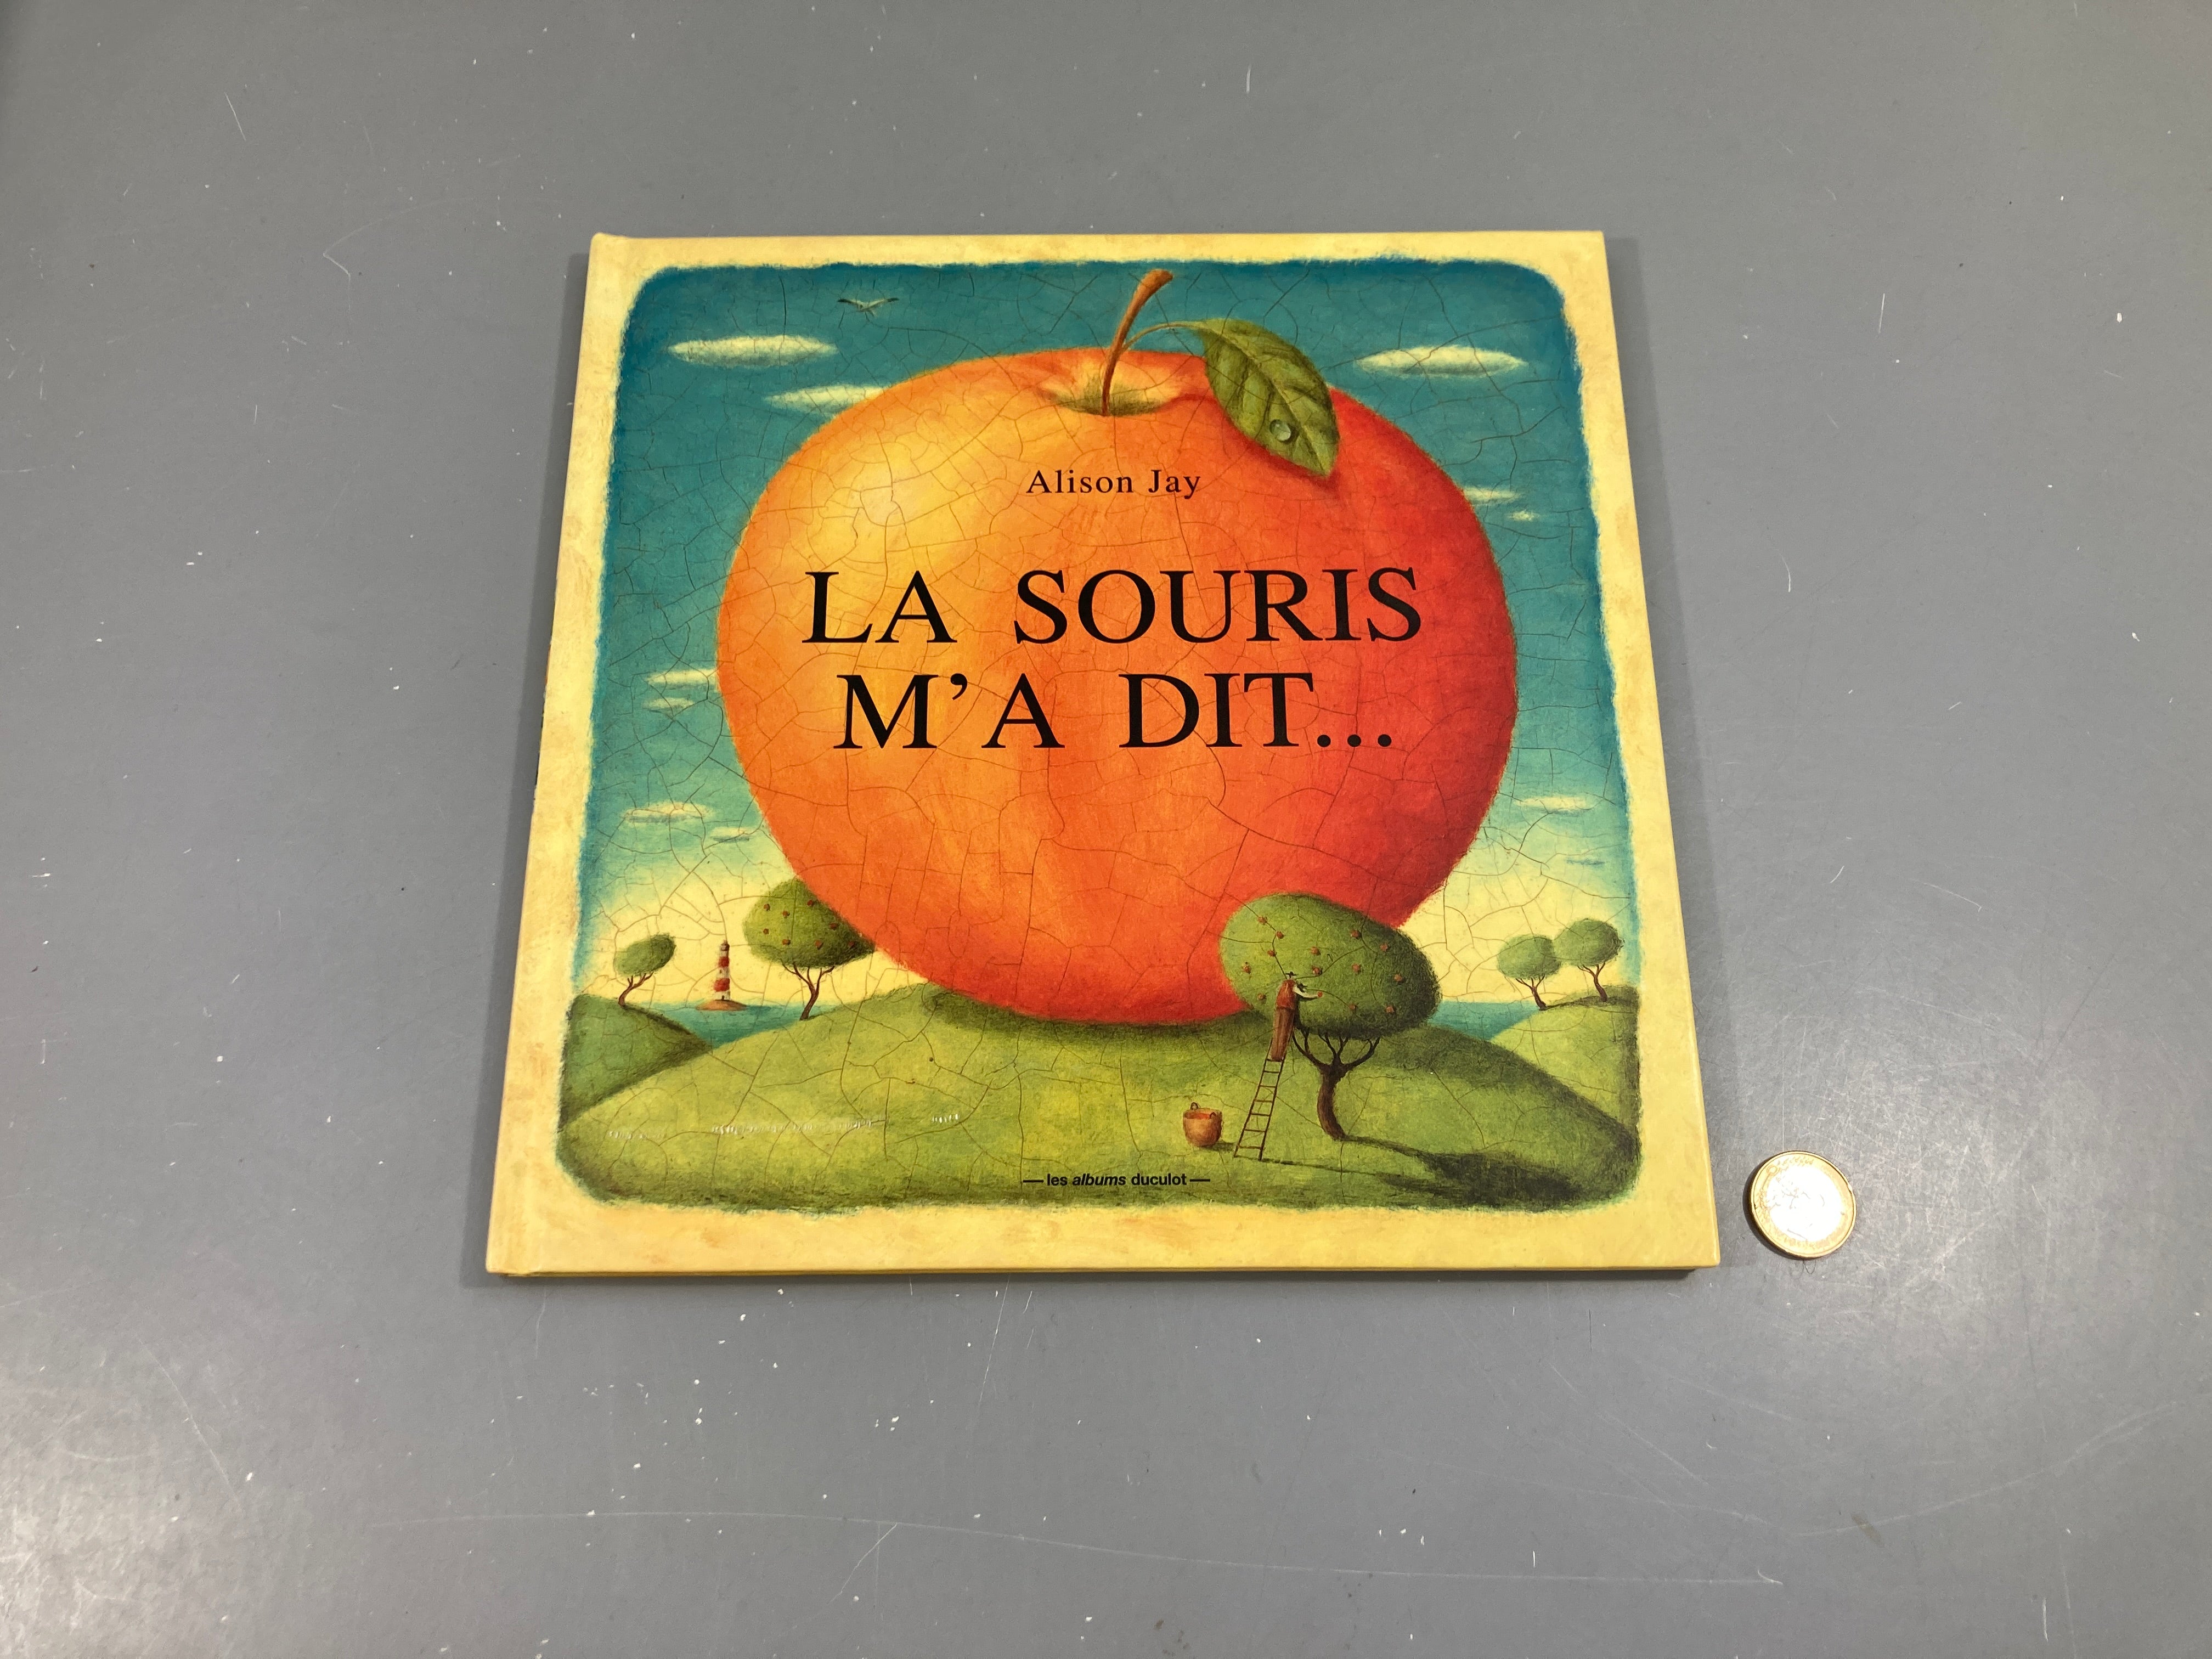 Alison Jay
LA SOURIS
M’A DIT...
les albums duculot